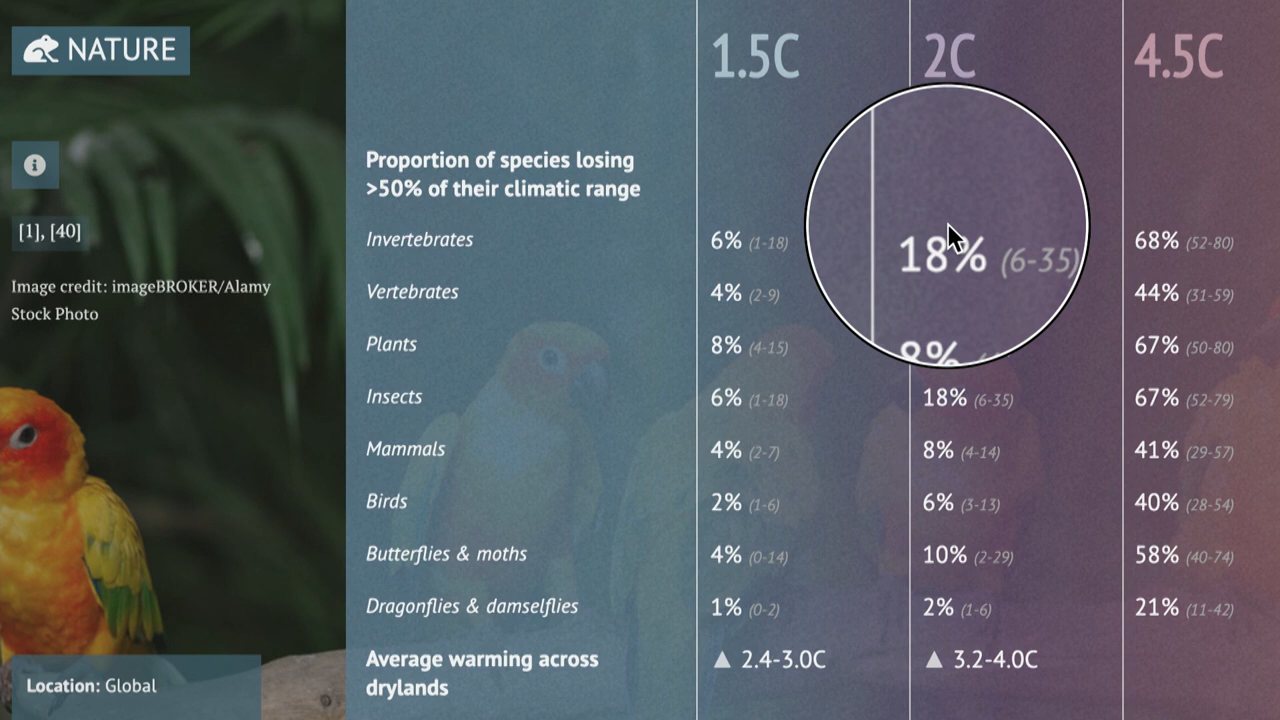 NATURE
[1], [40]
Image credit: imageBROKER/Alamy
Stock Photo
Location: Global
1.5C 2C 4.5C
Proportion of species losing
>50% of their climatic range
Invertebrates 6% (1-18) 18% (6-35) 68% (52-80)
Vertebrates 4% (2-9) 8% 44% (31-59)
Plants 8% (4-15) 67% (50-80)
Insects 6% (1-18) 18% (6-35) 67% (52-79)
Mammals 4% (2-7) 8% (4-14) 41% (29-57)
Birds 2% (1-6) 6% (3-13) 40% (28-54)
Butterflies & moths 4% (0-14) 10% (2-29) 58% (40-74)
Dragonflies & damselflies 1% (0-2) 2% (1-6) 21% (11-42)
Average warming across ▲ 2.4-3.0C ▲ 3.2-4.0C
drylands